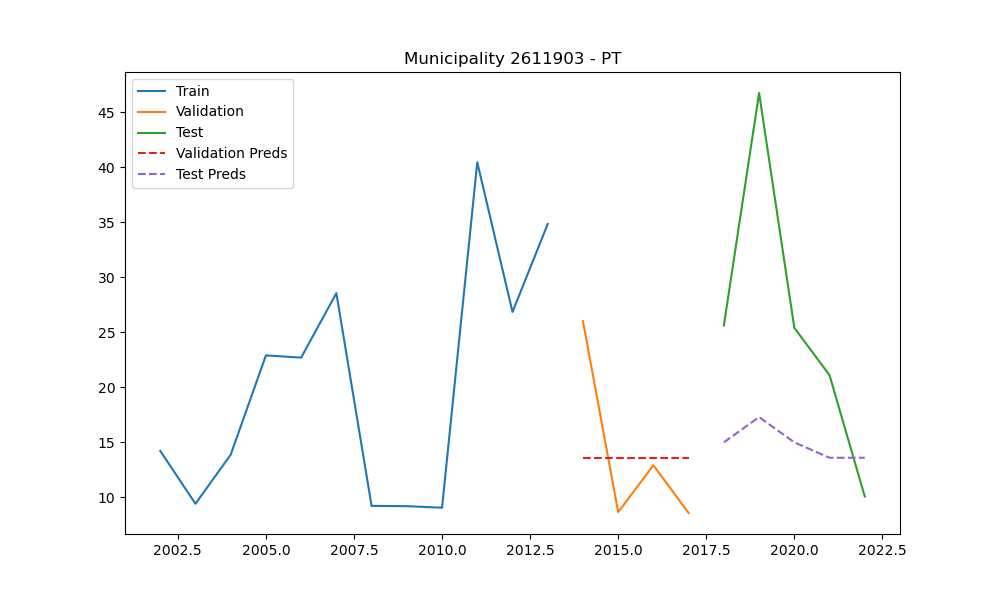 Municipality 2611903 - PT
Train
Validation
Test
Validation Preds
Test Preds
45
40
35
30
25
20
15
10
2002.5 2005.0 2007.5 2010.0 2012.5 2015.0 2017.5 2020.0 2022.5